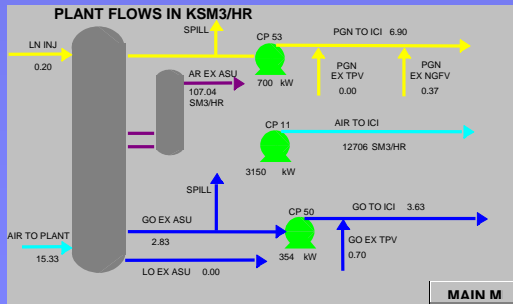 PLANT FLOWS IN KSM3/HR
SPILL
LN INJ
0.20
CP 53
PGN TO ICI 6.90
AR EX ASU
107.04
SM3/HR
700 kW
PGN
EX TPV
0.00
PGN
EX NGFV
0.37
CP 11
AIR TO ICI
3150 kW
12706 SM3/HR
SPILL
CP 50
GO TO ICI 3.63
GO EX ASU
2.83
AIR TO PLANT
15.33
354 kW
GO EX TPV
0.70
LO EX ASU 0.00
MAIN M